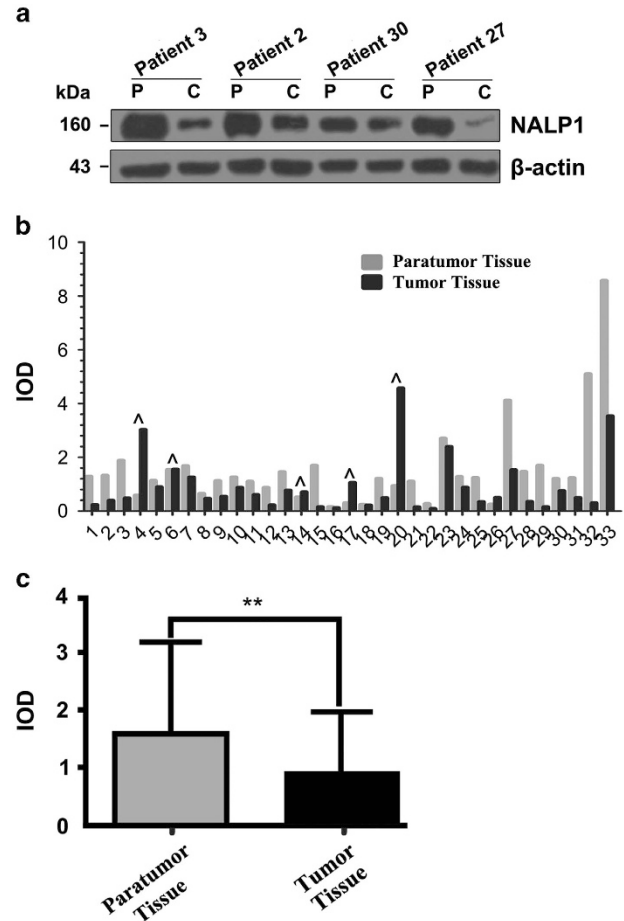 a
Patient 3 Patient 2 Patient 30 Patient 27
kDa P C P C P C P C
160 NALP1
43 β-actin
b
10
8
6
4
2
0
IOD
Paratumor Tissue
Tumor Tissue
^ ^ ^ ^ ^
1 2 3 4 5 6 7 8 9 10 11 12 13 14 15 16 17 18 19 20 21 22 23 24 25 26 27 28 29 30 31 32 33
c
4
3
2
1
0
IOD
**
Paratumor
Tissue
Tumor
Tissue